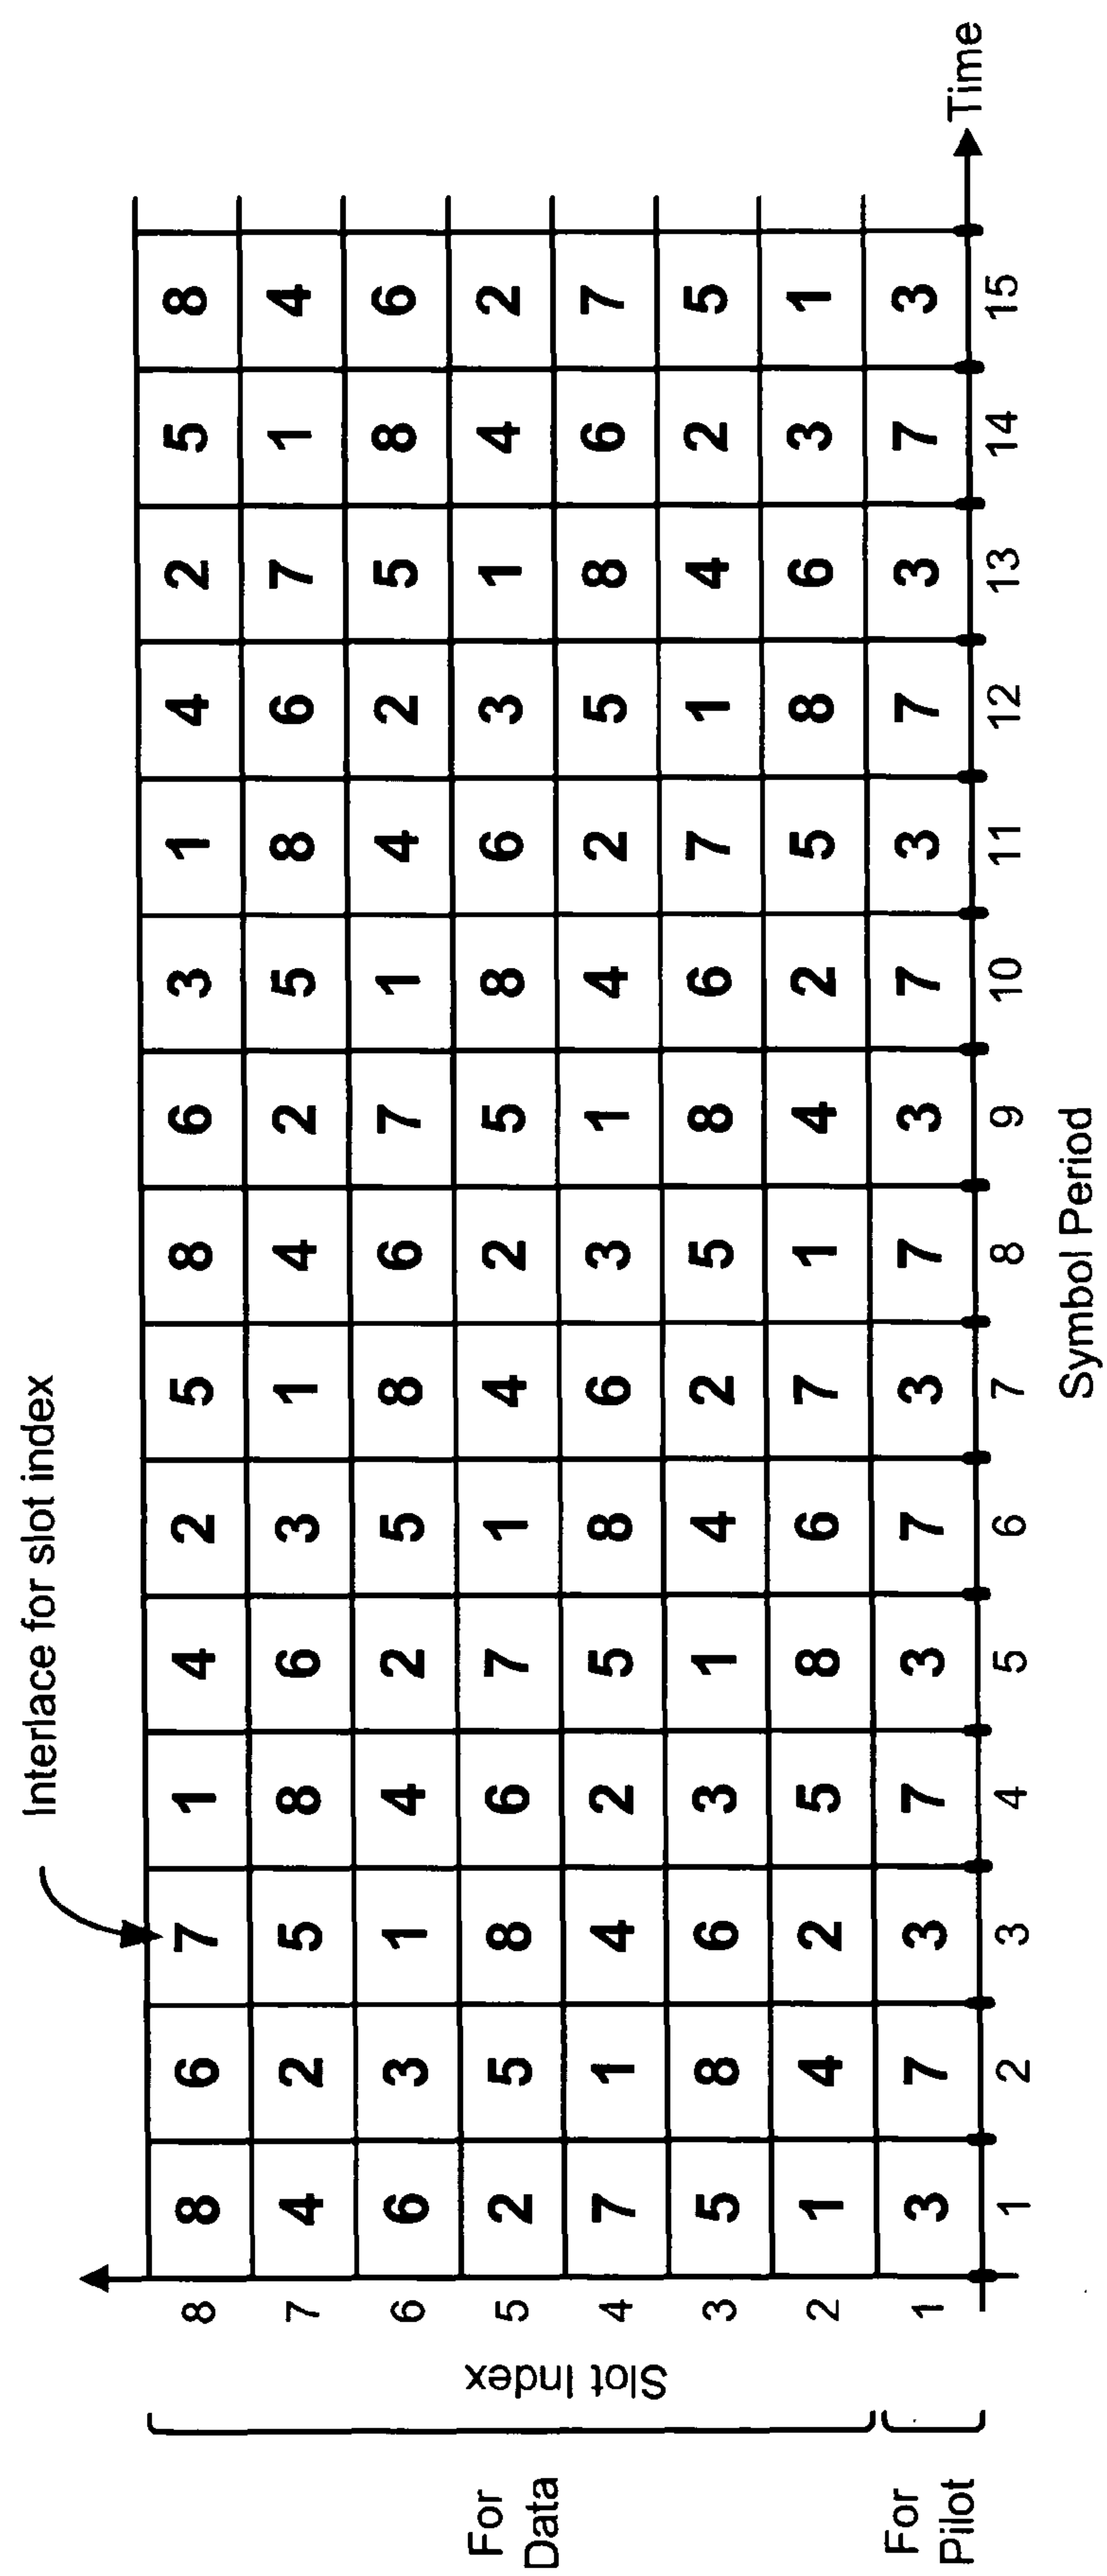 Interlace for slot index
8 8 6 7 1 4 2 5 8 6 3 1 4 2 5 8
7 4 2 5 8 6 3 1 4 2 5 8 6 7 1 4
6 6 3 1 4 2 5 8 6 7 1 4 2 5 8 6
5 2 5 8 6 7 1 4 2 5 8 6 3 1 4 2
4 7 1 4 2 5 8 6 3 1 4 2 5 8 6 7
3 5 8 6 3 1 4 2 5 8 6 7 1 4 2 5
2 1 4 2 5 8 6 7 1 4 2 5 8 6 3 1
1 3 7 3 7 3 7 3 7 3 7 3 7 3 7 3
Slot Index
For
Data
For
Pilot
1 2 3 4 5 6 7 8 9 10 11 12 13 14 15
Time
Symbol Period